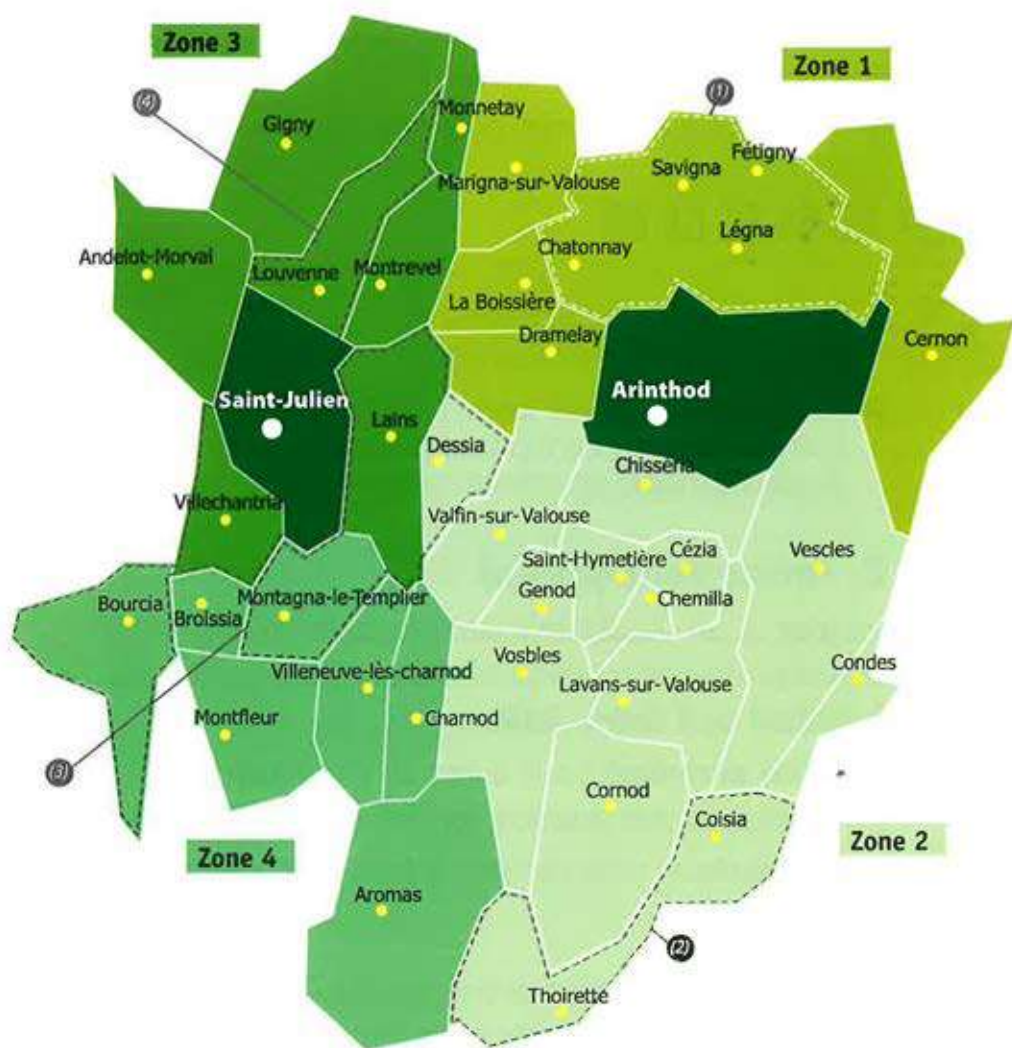 Zone 3
Zone 1
(4)
(1)
Monnetay
Gigny
Fétigny
Savigna
Marigna-sur-Valouse
Légna
Chatonnay
Andelot-Morval
Louvenne
Montrevel
La Boissière
Dramelay
Cernon
Saint-Julien
Arinthod
Lains
Dessia
Chisséria
Villechantria
Valfin-sur-Valouse
Saint-Hymetière
Cézia
Vescles
Bourcia
Broissia
Montagna-le-Templier
Genod
Chemilla
Vosbles
Condes
Villeneuve-lès-charnod
Lavans-sur-Valouse
Montfleur
Charnod
(3)
Cornod
Coisia
Zone 4
Zone 2
Aromas
(2)
Thoirette